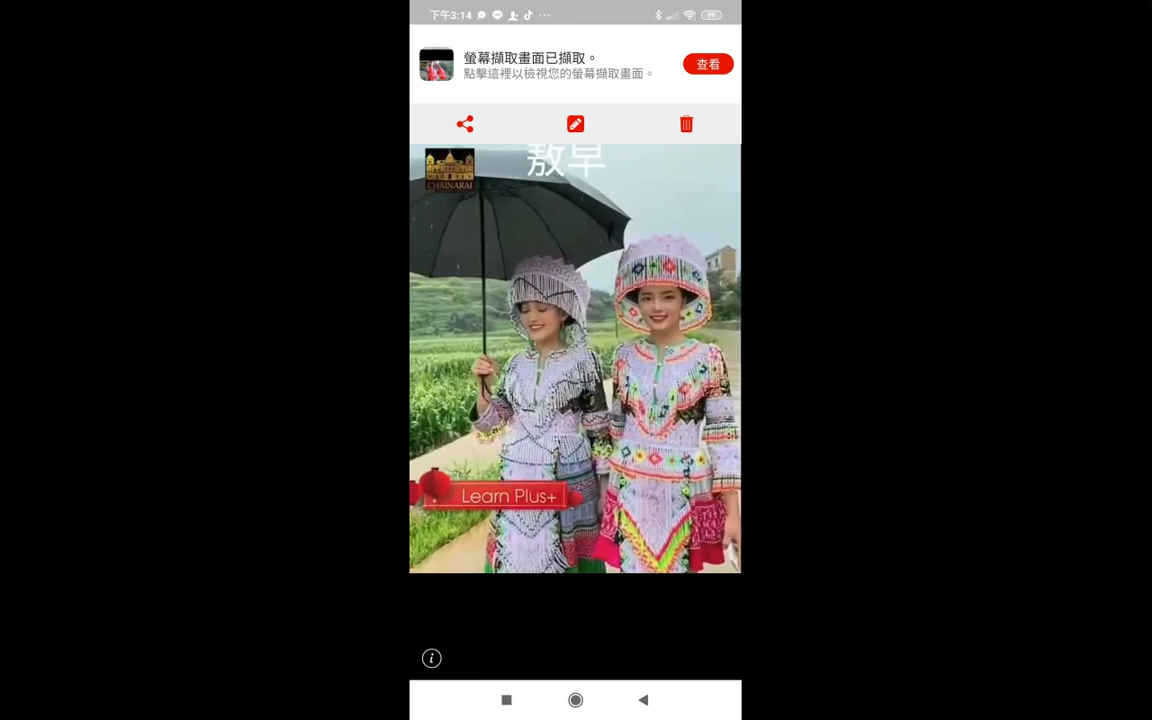 下午3:14
99
螢幕擷取畫面已擷取。
點擊這裡以檢視您的螢幕擷取畫面。
查看
敖早
CHAINARAI
Learn Plus+